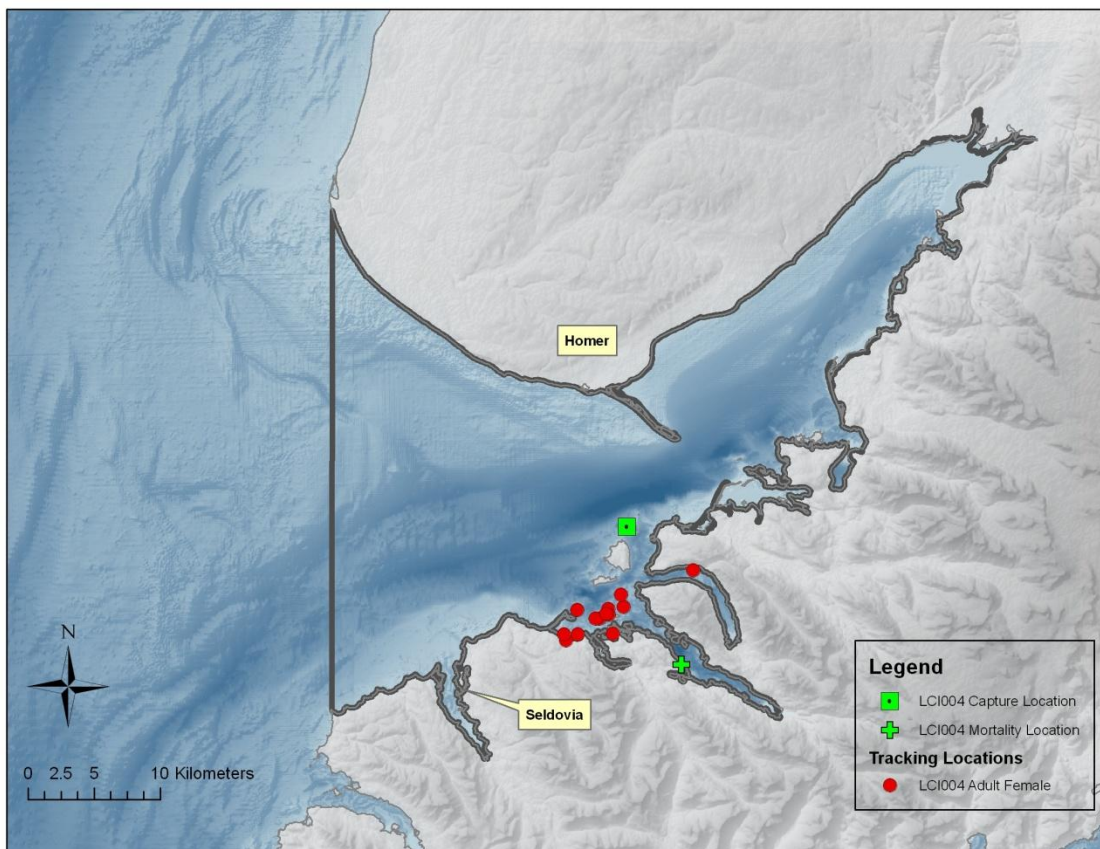 Homer
Seldovia
N
0 2.5 5 10 Kilometers
Legend
LCI004 Capture Location
LCI004 Mortality Location
Tracking Locations
LCI004 Adult Female